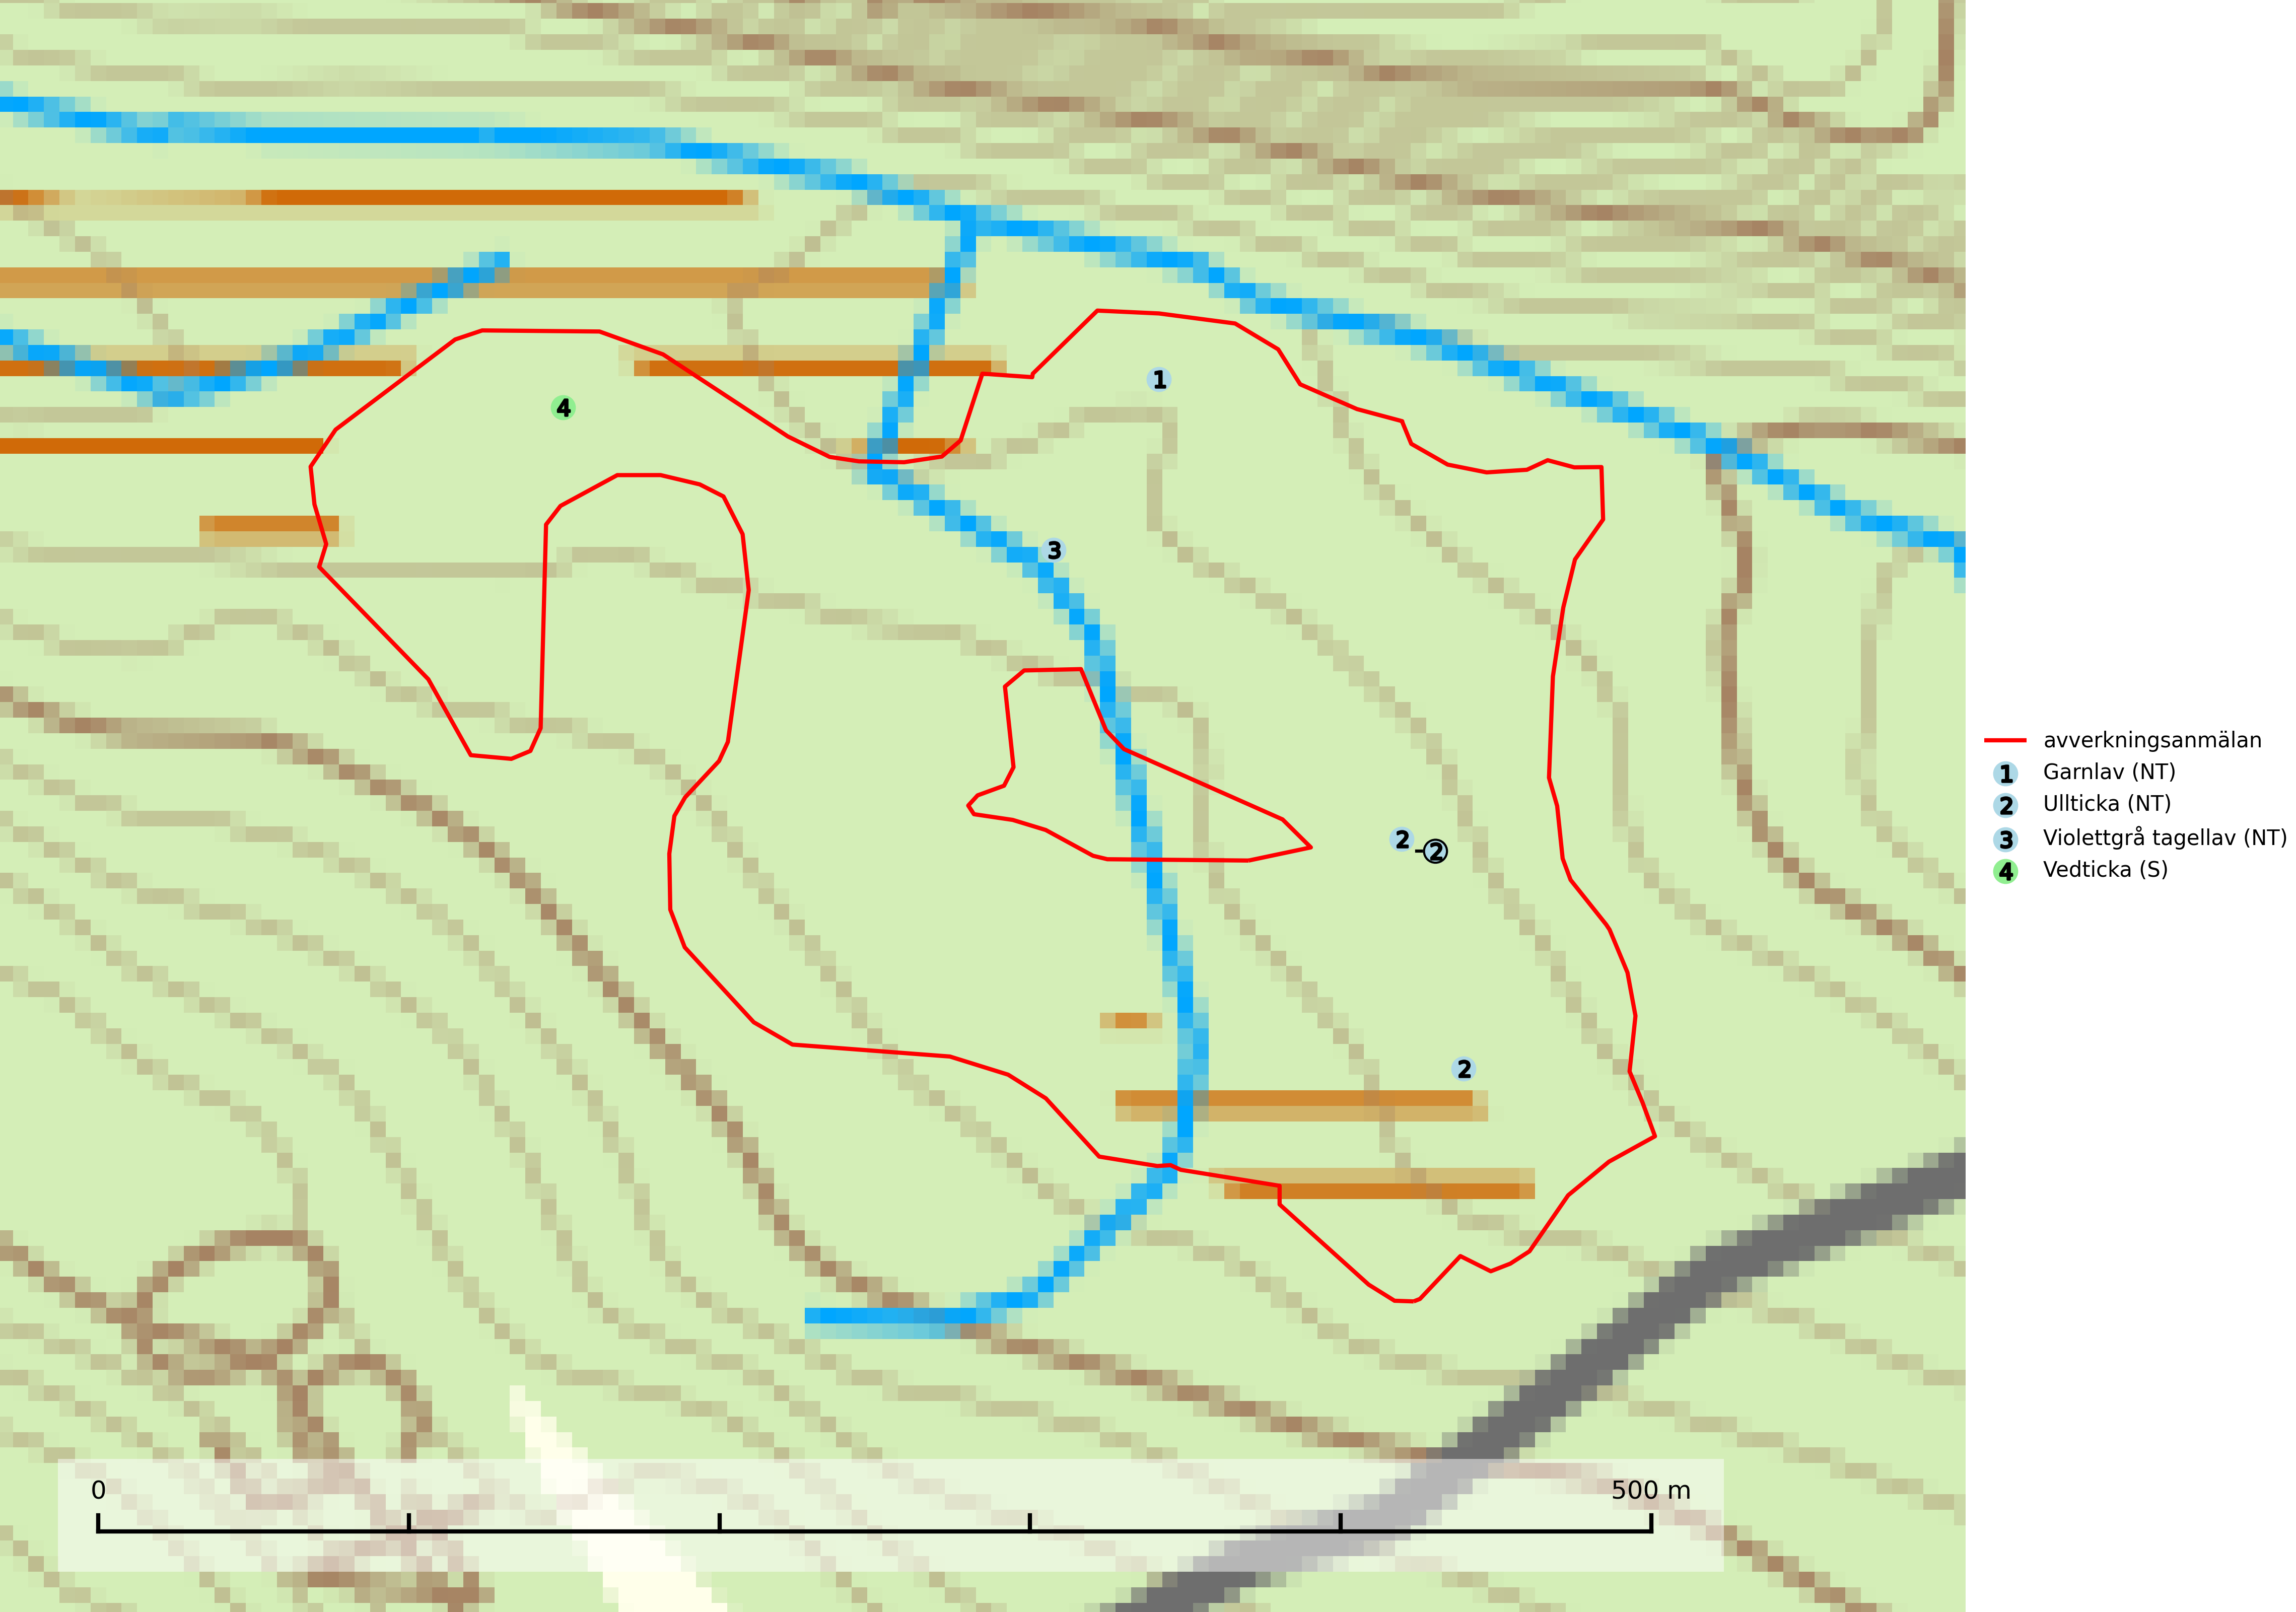 1
4
3
2
2
2
avverkningsanmälan
1 Garnlav (NT)
2 Ullticka (NT)
3 Violettgrå tagellav (NT)
4 Vedticka (S)
0 500 m